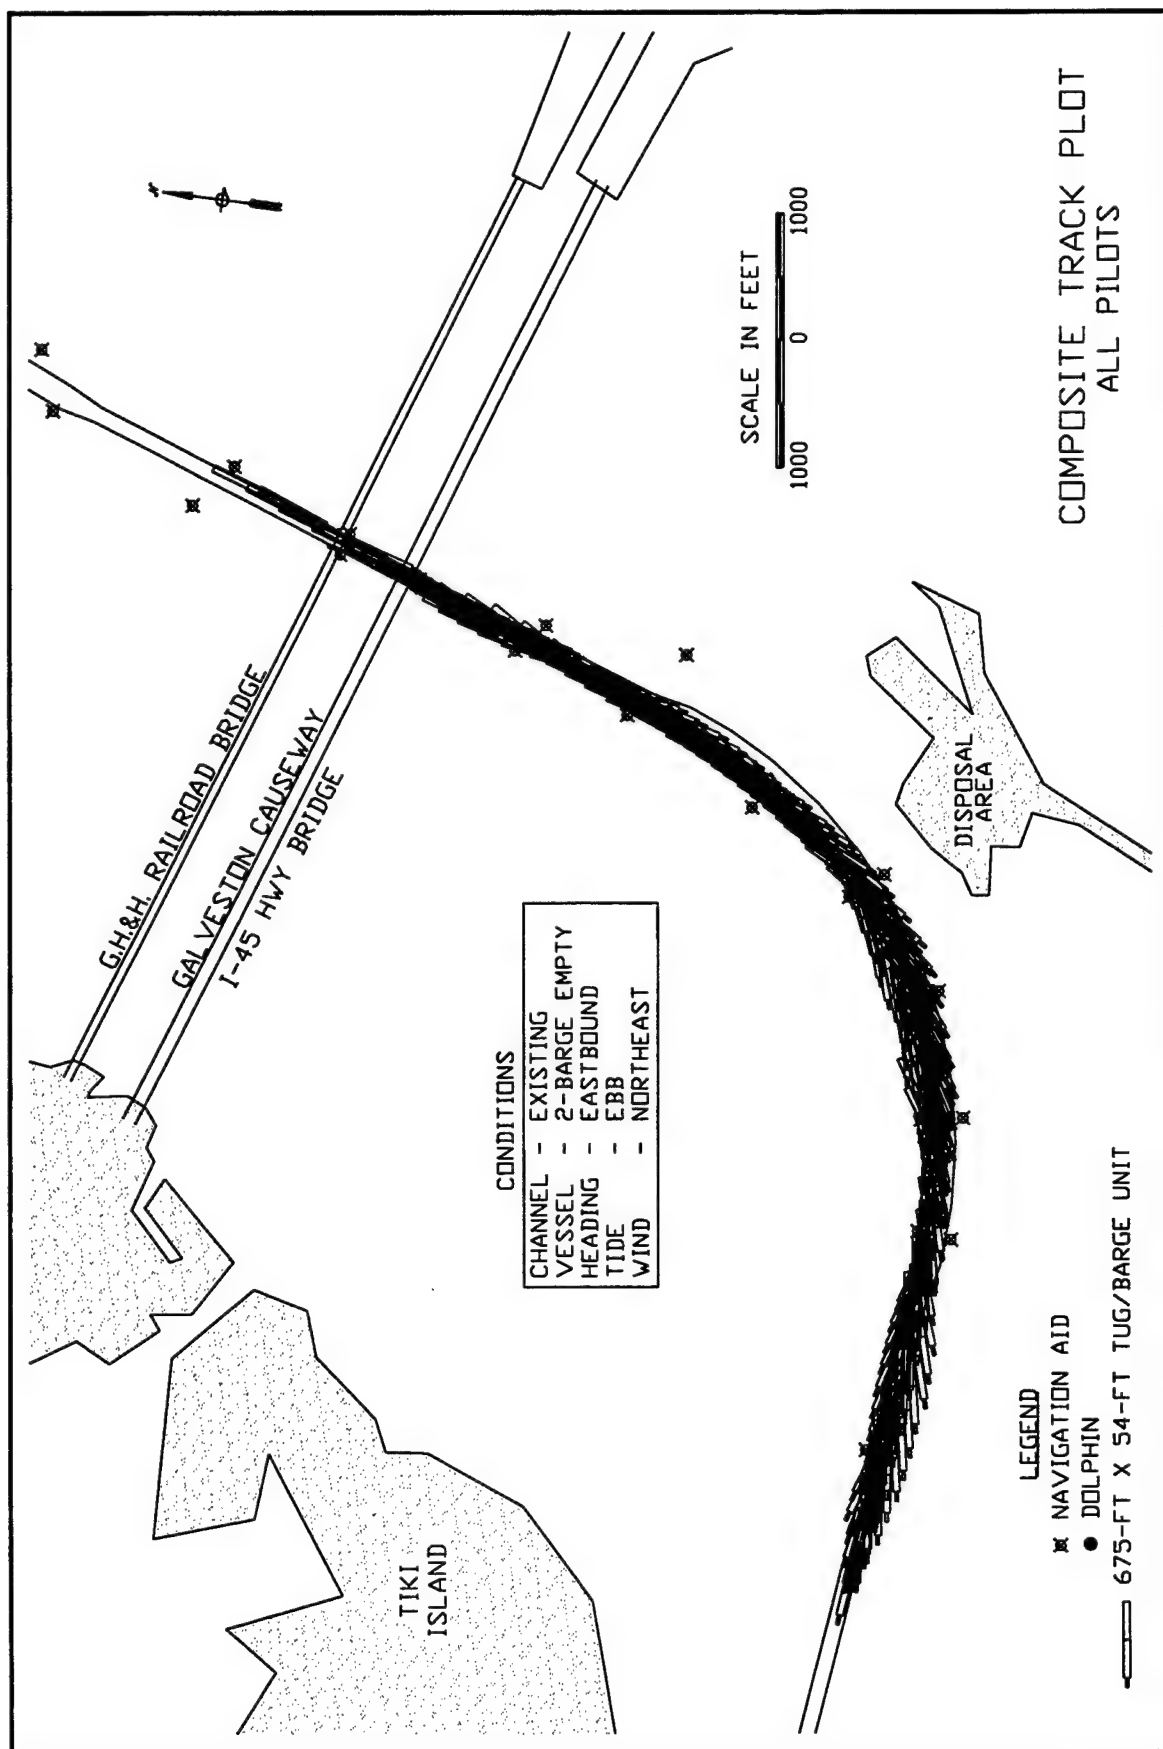 N
G.H.&H. RAILROAD BRIDGE
GALVESTON CAUSEWAY
I-45 HWY BRIDGE
TIKI
ISLAND
CONDITIONS
CHANNEL - EXISTING
VESSEL - 2-BARGE EMPTY
HEADING - EASTBOUND
TIDE - EBB
WIND - NORTHEAST
SCALE IN FEET
1000 0 1000
DISPOSAL
AREA
LEGEND
NAVIGATION AID
DOLPHIN
675-FT X 54-FT TUG/BARGE UNIT
COMPOSITE TRACK PLOT
ALL PILOTS